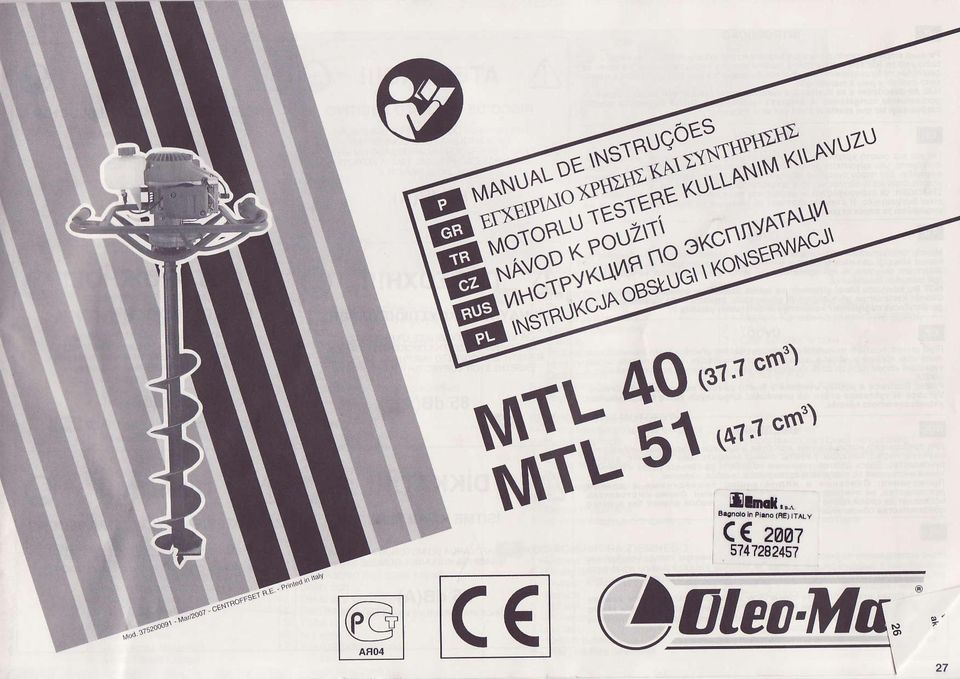 P MANUAL DE INSTRUÇÕES
GR ΕΓΧΕΙΡΙΔΙΟ ΧΡΗΣΗΣ ΚΑΙ ΣΥΝΤΗΡΗΣΗΣ
TR MOTORLU TESTERE KULLANIM KILAVUZU
CZ NÁVOD K POUŽITÍ
RUS ИНСТРУКЦИЯ ПО ЭКСПЛУАТАЦИ
PL INSTRUKCJA OBSŁUGI I KONSERWACJI
MTL 40 (37.7 cm³)
MTL 51 (47.7 cm³)
Emak S.p.A.
Bagnolo in Piano (RE) ITALY
CE 2007
5747282457
Mod. 375200091 - Mar/2007 - CENTROFFSET R.E. - Printed in Italy
РСТ
АЯ04
CE
Oleo-Ma ®
26
27